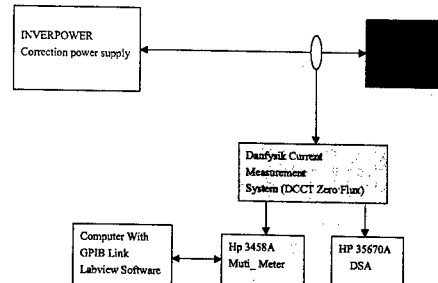 INVERPOWER
Correction power supply
Danfysik Current
Measurement
System (DCCT Zero Flux)
Computer With
GPIB Link
Labview Software
Hp 3458A
Muti_ Meter
HP 35670A
DSA